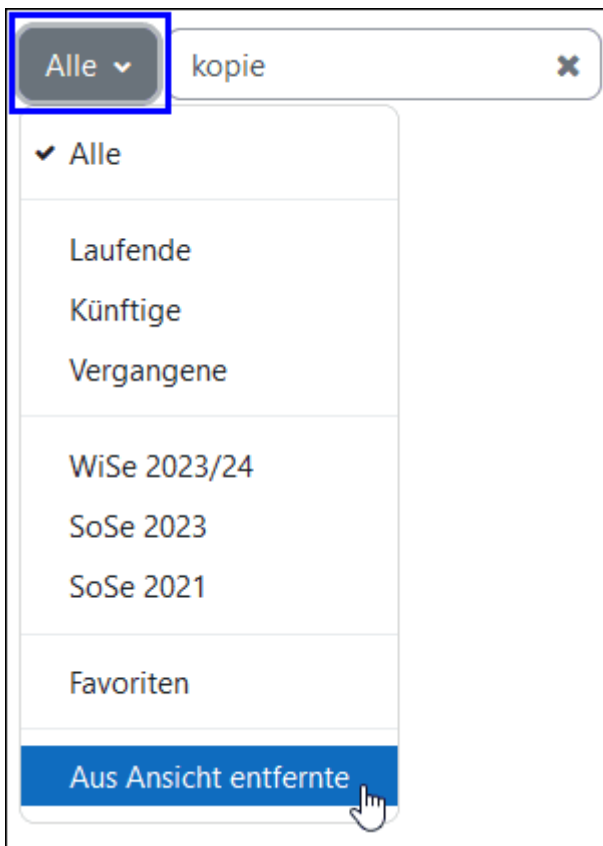 Alle
kopie
Alle
Laufende
Künftige
Vergangene
WiSe 2023/24
SoSe 2023
SoSe 2021
Favoriten
Aus Ansicht entfernte